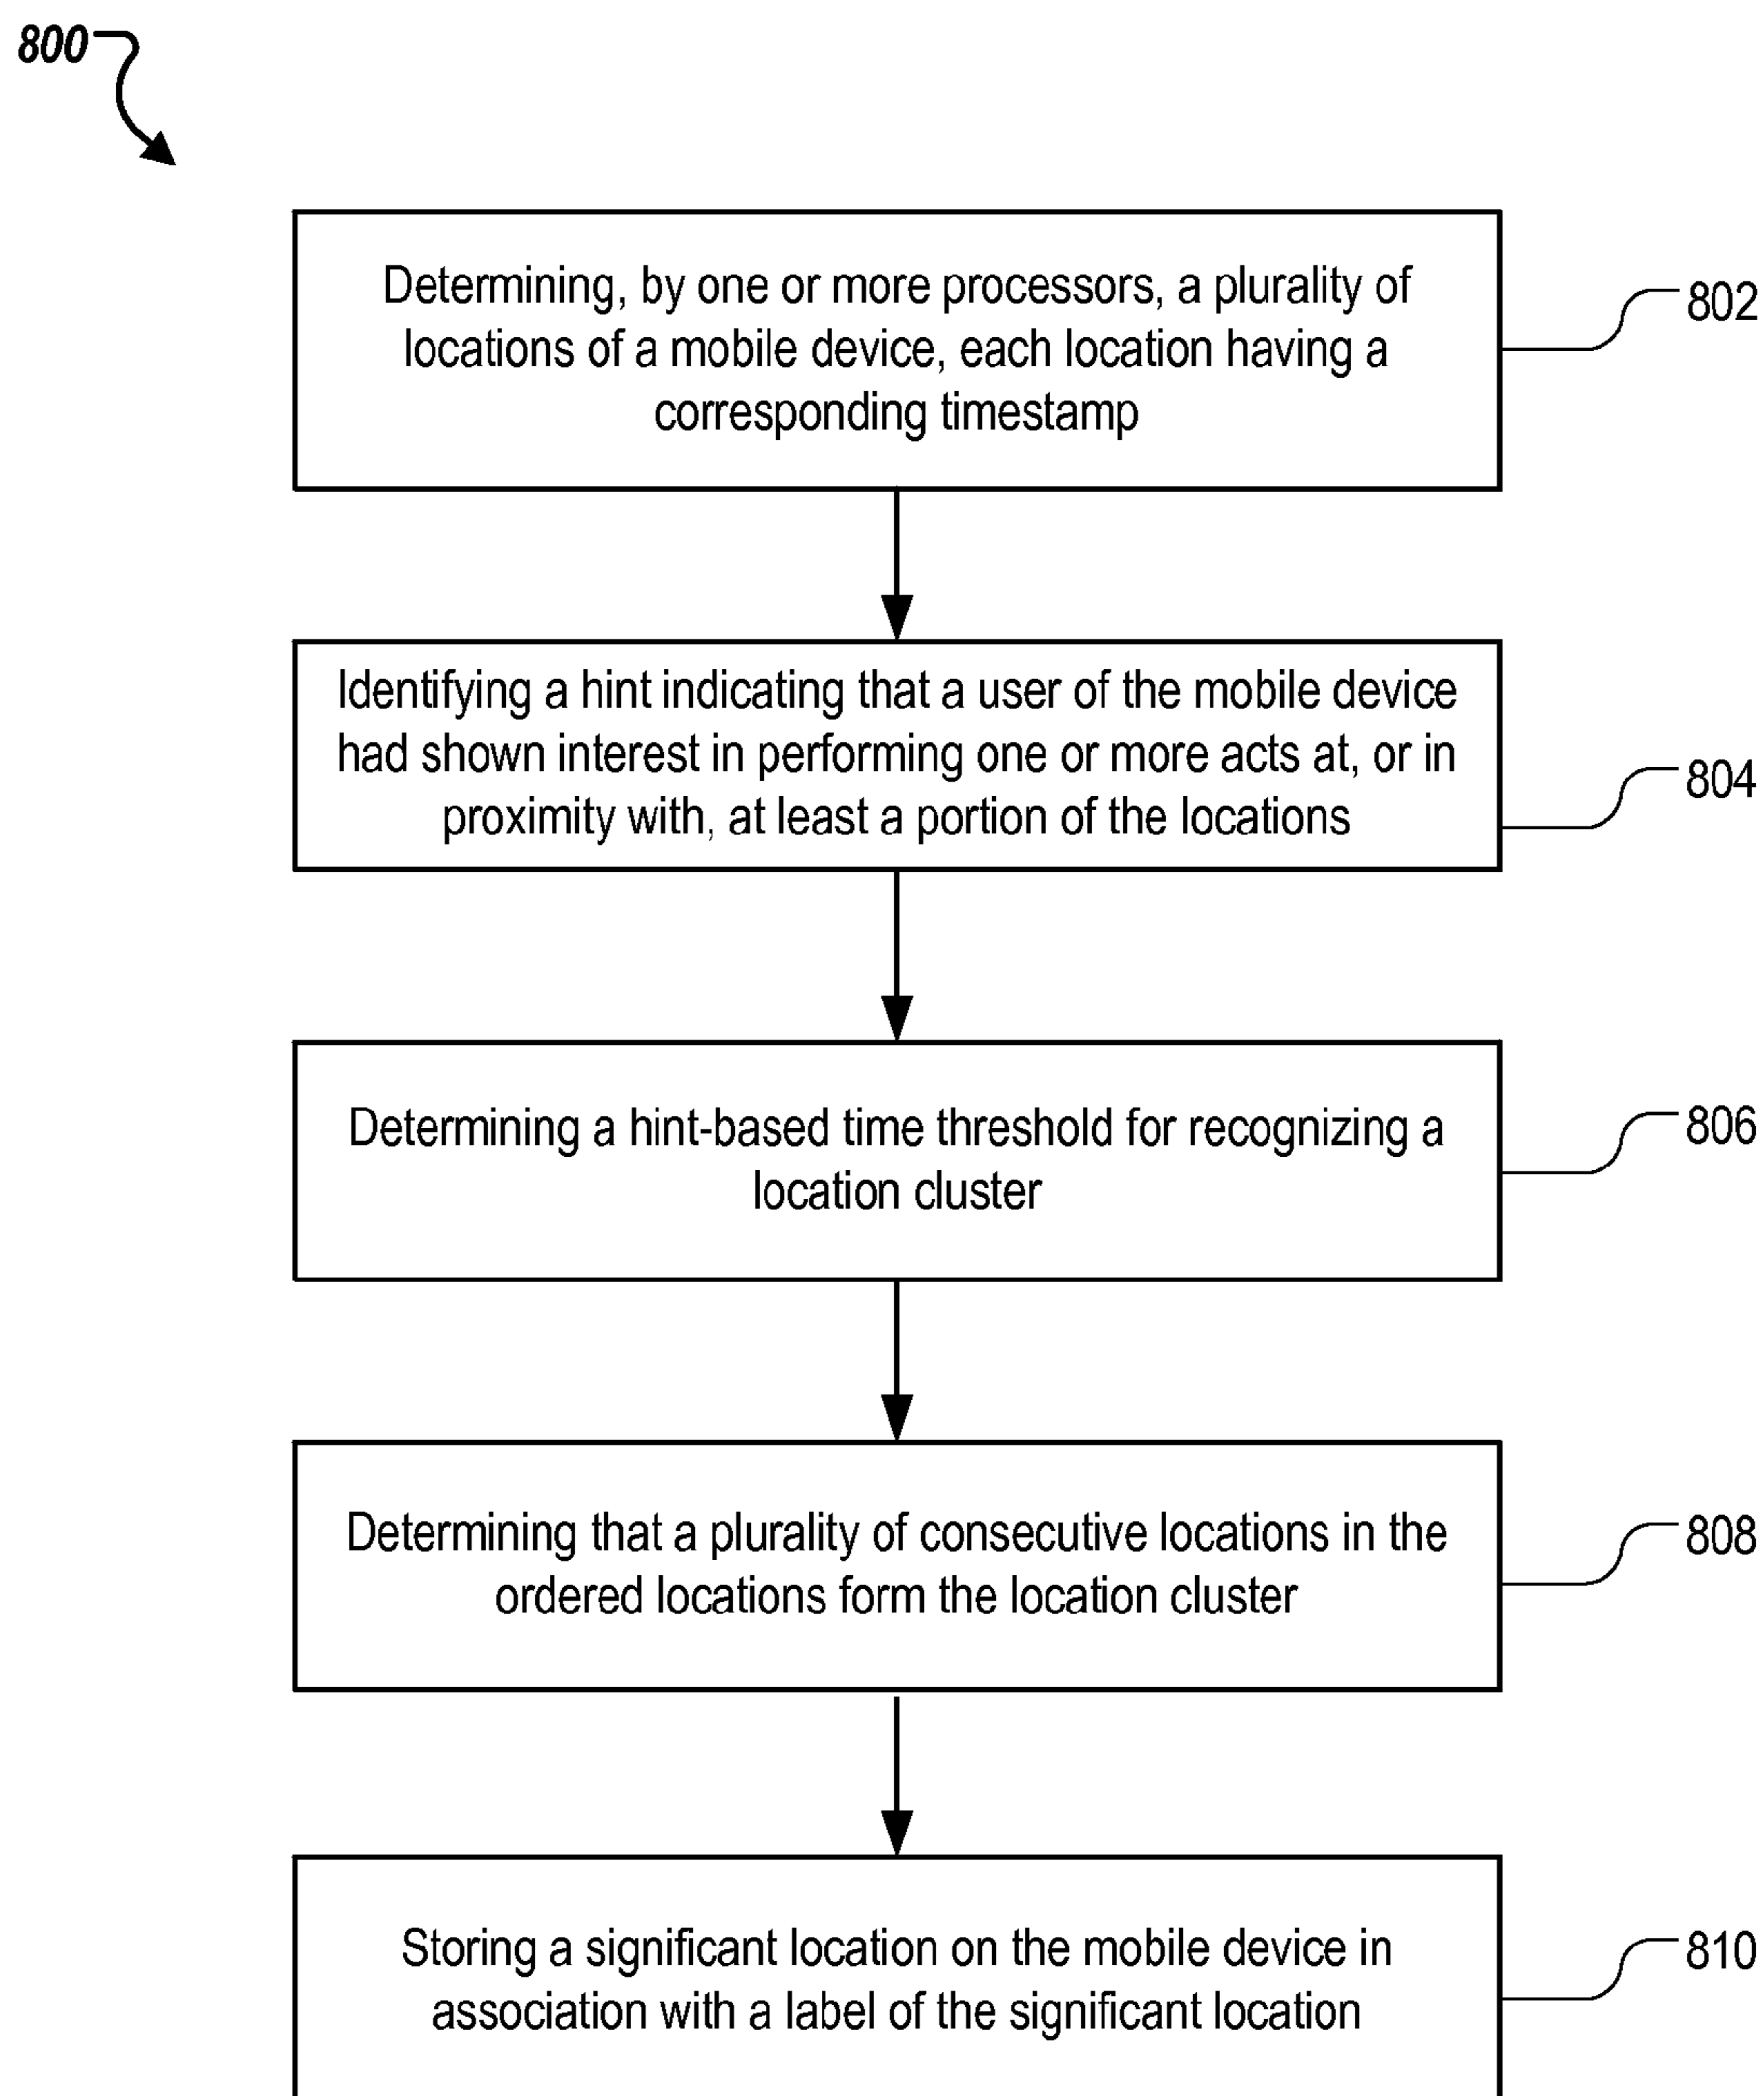 800
Determining, by one or more processors, a plurality of
locations of a mobile device, each location having a
corresponding timestamp
802
Identifying a hint indicating that a user of the mobile device
had shown interest in performing one or more acts at, or in
proximity with, at least a portion of the locations
804
Determining a hint-based time threshold for recognizing a
location cluster
806
Determining that a plurality of consecutive locations in the
ordered locations form the location cluster
808
Storing a significant location on the mobile device in
association with a label of the significant location
810